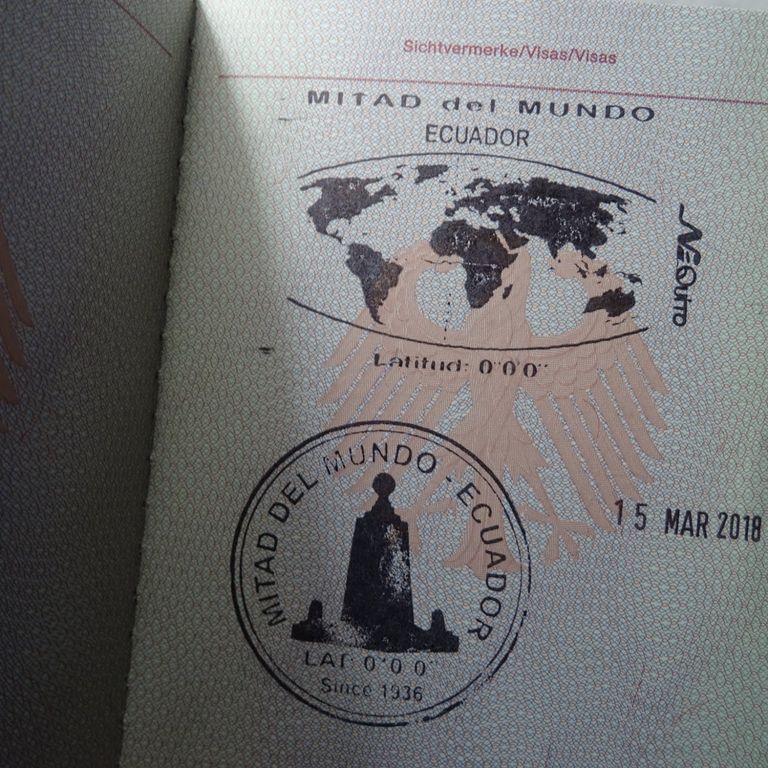 Sichtvermerke/Visas/Visas
MITAD del MUNDO
ECUADOR
Latitud: 0°0'0''
15 MAR 2018
MITAD DEL MUNDO - ECUADOR
LAT 0°0'0''
Since 1936